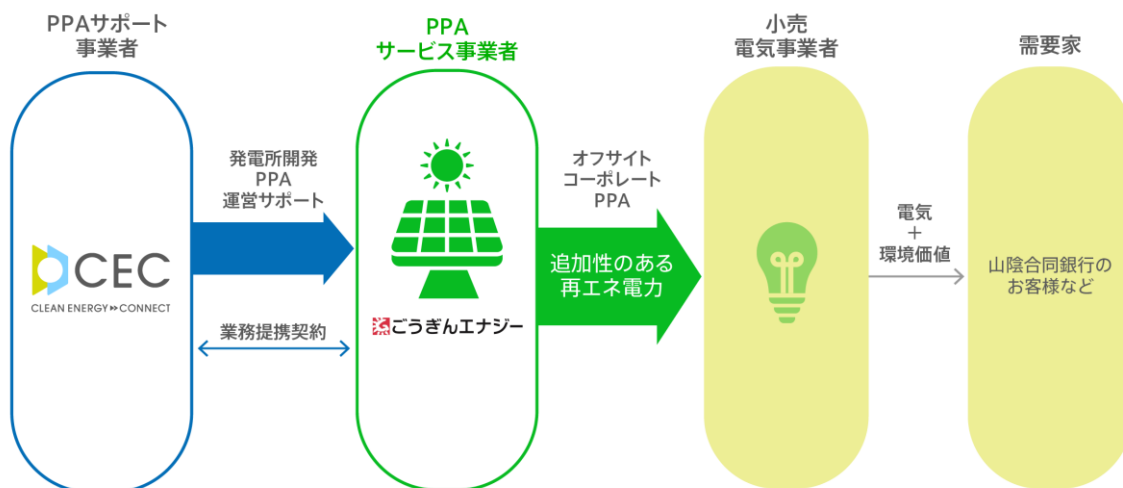 PPAサポート
事業者
PPA
サービス事業者
小売
電気事業者
需要家
発電所開発
PPA
運営サポート
オフサイト
コーポレート
PPA
電気
+
環境価値
CEC
CLEAN ENERGY▶▶CONNECT
追加性のある
再エネ電力
山陰合同銀行の
お客様など
業務提携契約
ごうぎんエナジー